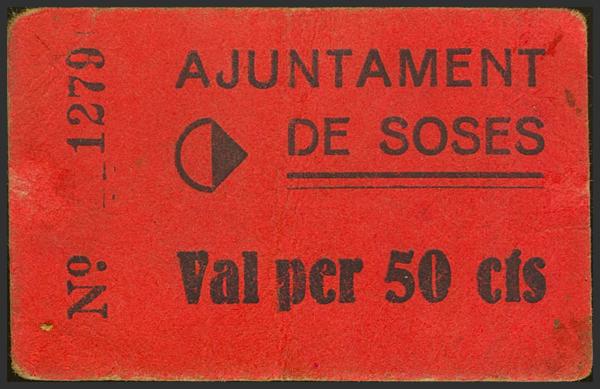 AJUNTAMENT
DE SOSES
Val per 50 cts
Nº 1279